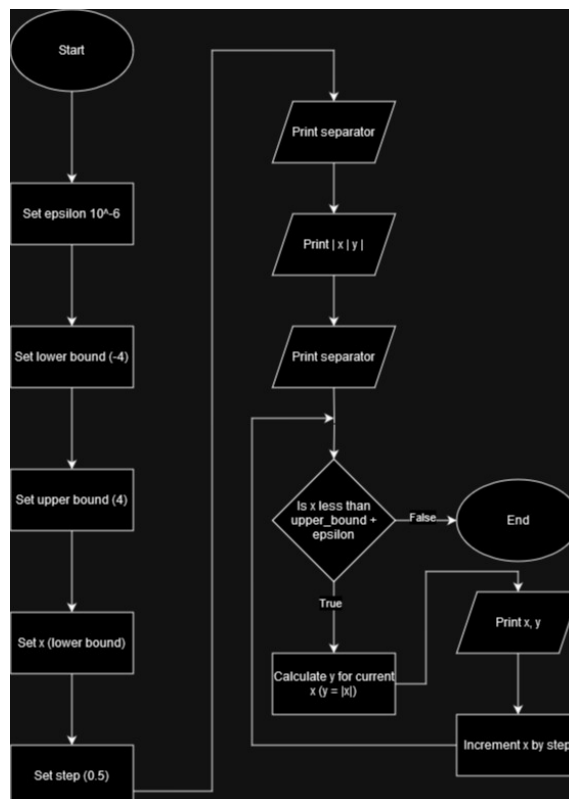 Start
Set epsilon 10^-6
Set lower bound (-4)
Set upper bound (4)
Set x (lower bound)
Set step (0.5)
Print separator
Print | x | y |
Print separator
Is x less than
upper_bound +
epsilon
False
End
True
Calculate y for current
x (y = |x|)
Print x, y
Increment x by step